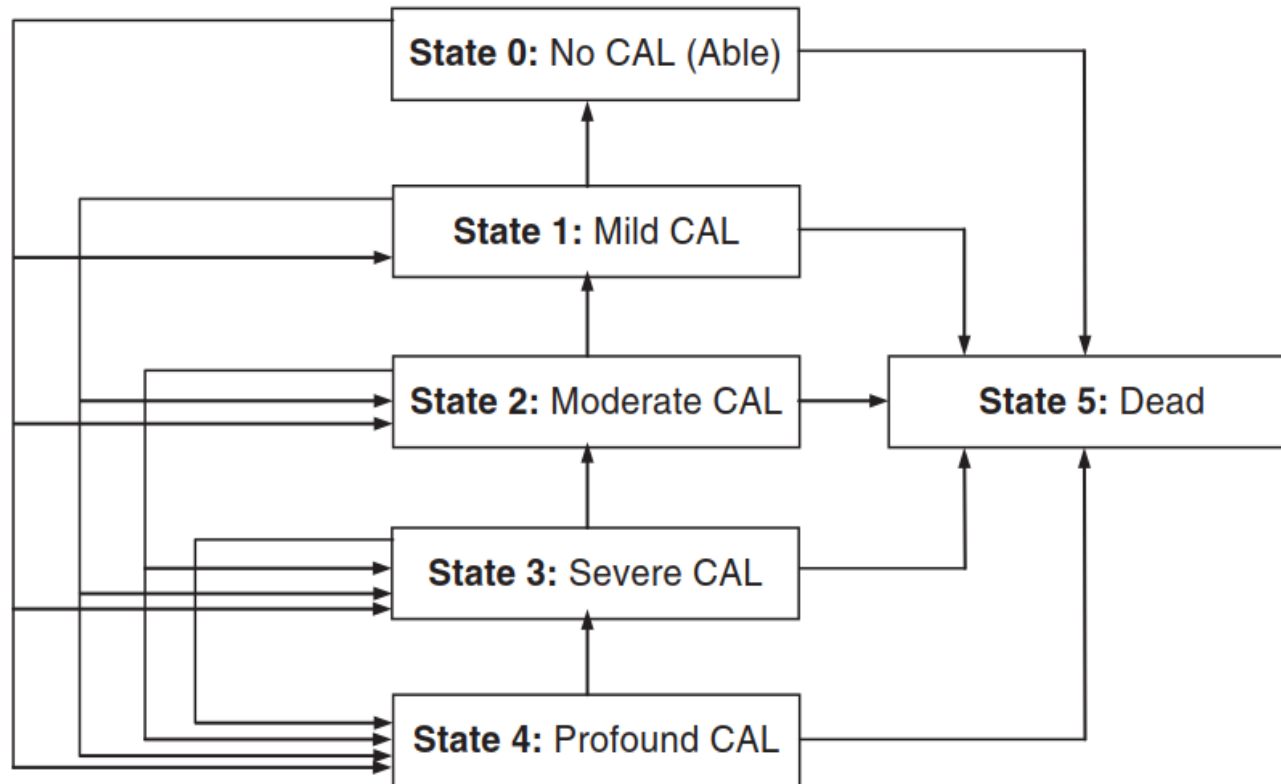 State 0: No CAL (Able)
State 1: Mild CAL
State 2: Moderate CAL
State 5: Dead
State 3: Severe CAL
State 4: Profound CAL